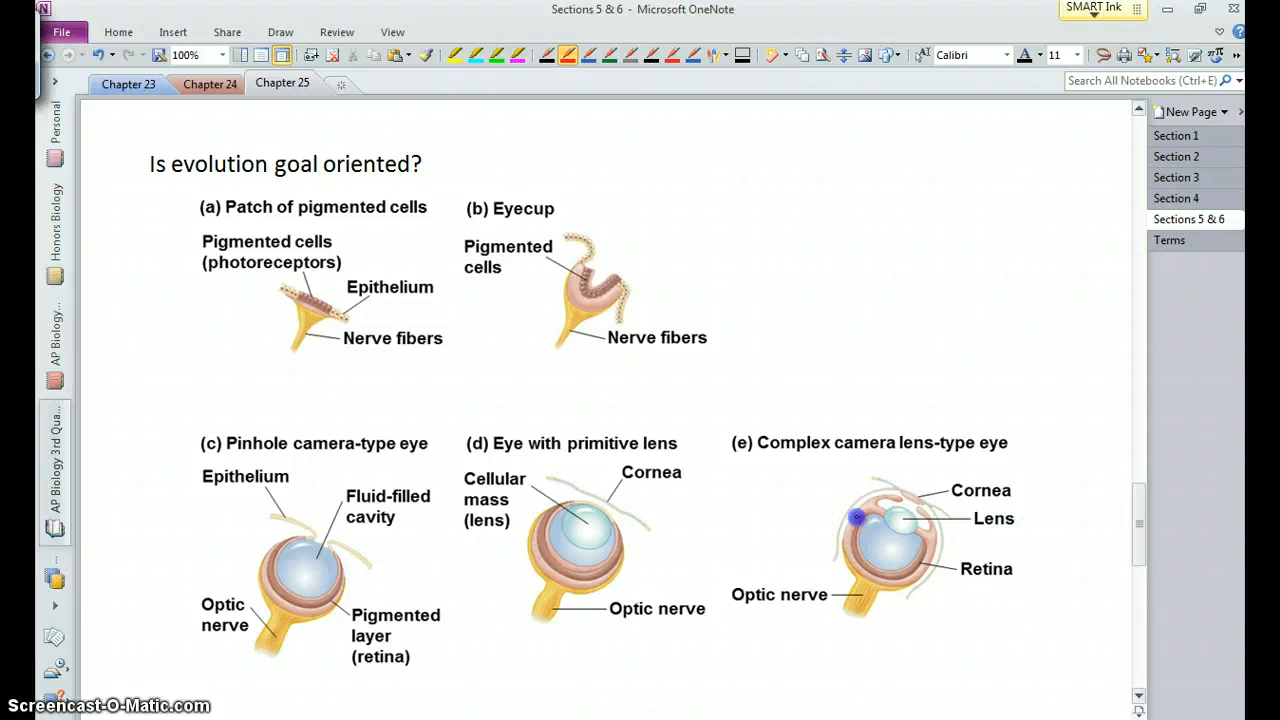 Sections 5 & 6 - Microsoft OneNote
SMART Ink
File Home Insert Share Draw Review View
100%
Calibri 11
Chapter 23 Chapter 24 Chapter 25
Search All Notebooks (Ctrl+E)
New Page
Section 1
Section 2
Section 3
Section 4
Sections 5 & 6
Terms
Personal
Honors Biology
AP Biology...
AP Biology 3rd Qua...
Is evolution goal oriented?
(a) Patch of pigmented cells
Pigmented cells
(photoreceptors)
Epithelium
Nerve fibers
(b) Eyecup
Pigmented
cells
Nerve fibers
(c) Pinhole camera-type eye
Epithelium
Fluid-filled
cavity
Optic
nerve
Pigmented
layer
(retina)
(d) Eye with primitive lens
Cellular
mass
(lens)
Cornea
Optic nerve
(e) Complex camera lens-type eye
Cornea
Lens
Retina
Optic nerve
Screencast-O-Matic.com